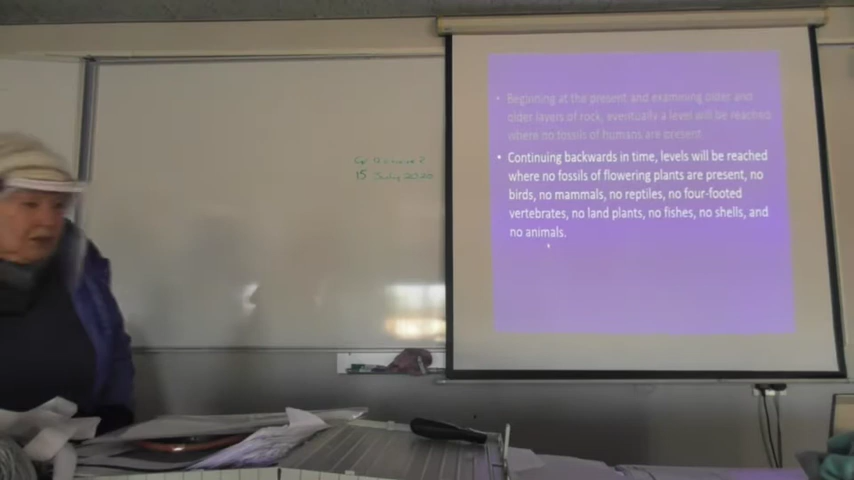 • Beginning at the present and examining older and
older layers of rock, eventually a level will be reached
where no fossils of humans are present.
• Continuing backwards in time, levels will be reached
where no fossils of flowering plants are present, no
birds, no mammals, no reptiles, no four-footed
vertebrates, no land plants, no fishes, no shells, and
no animals.
15
2020